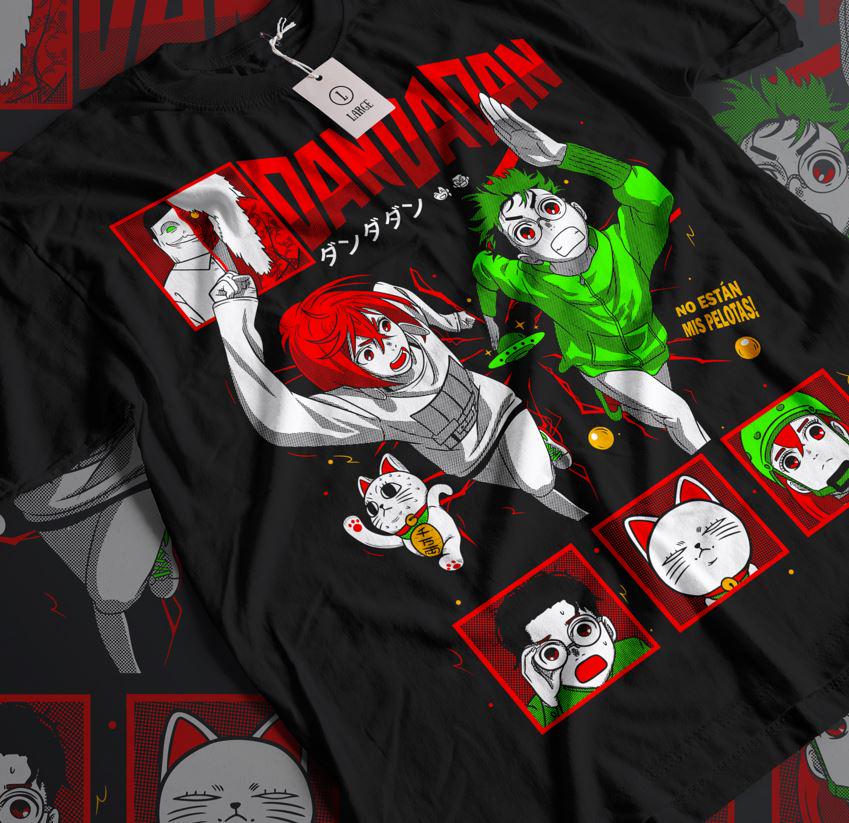 L
LARGE
DANDADAN
ダンダダン
NO ESTÁN
MIS PELOTAS!